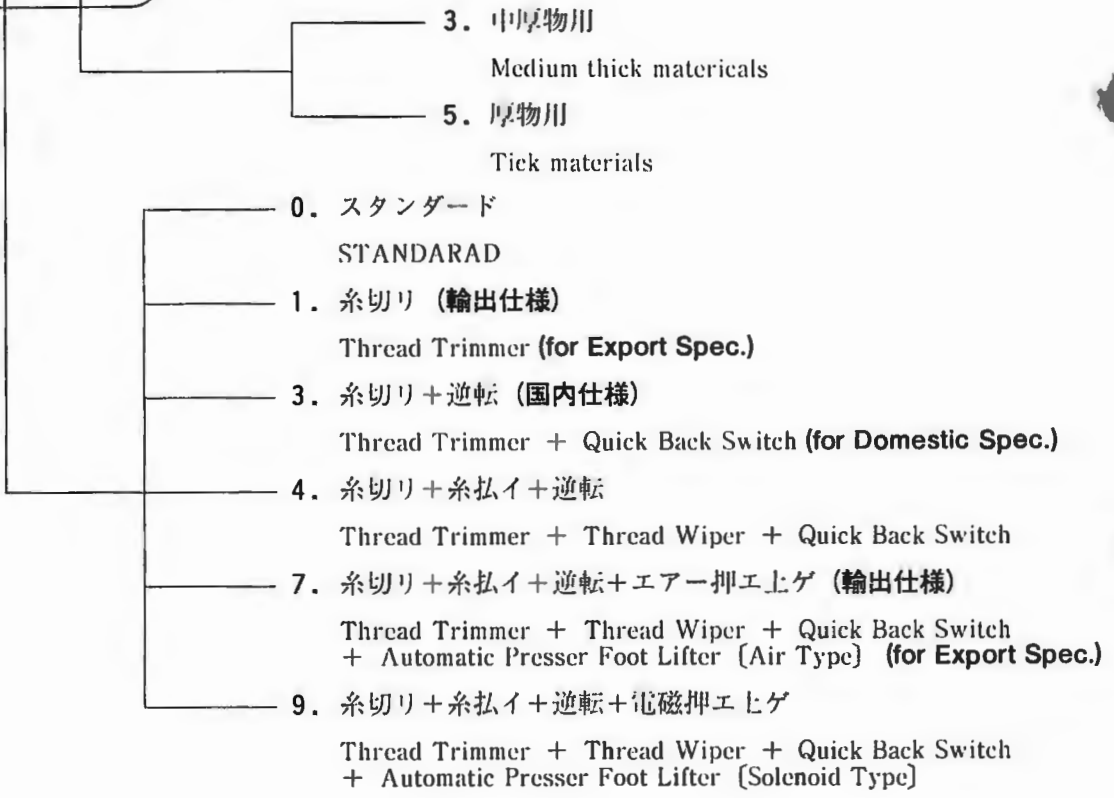 3. 中厚物用
Medium thick matericals
5. 厚物用
Tick materials
0. スタンダード
STANDARAD
1. 糸切リ (輸出仕様)
Thread Trimmer (for Export Spec.)
3. 糸切リ+逆転 (国内仕様)
Thread Trimmer + Quick Back Switch (for Domestic Spec.)
4. 糸切リ+糸払イ+逆転
Thread Trimmer + Thread Wiper + Quick Back Switch
7. 糸切リ+糸払イ+逆転+エアー押エ上ゲ (輸出仕様)
Thread Trimmer + Thread Wiper + Quick Back Switch
+ Automatic Presser Foot Lifter〔Air Type〕 (for Export Spec.)
9. 糸切リ+糸払イ+逆転+電磁押エ上ゲ
Thread Trimmer + Thread Wiper + Quick Back Switch
+ Automatic Presser Foot Lifter〔Solenoid Type〕